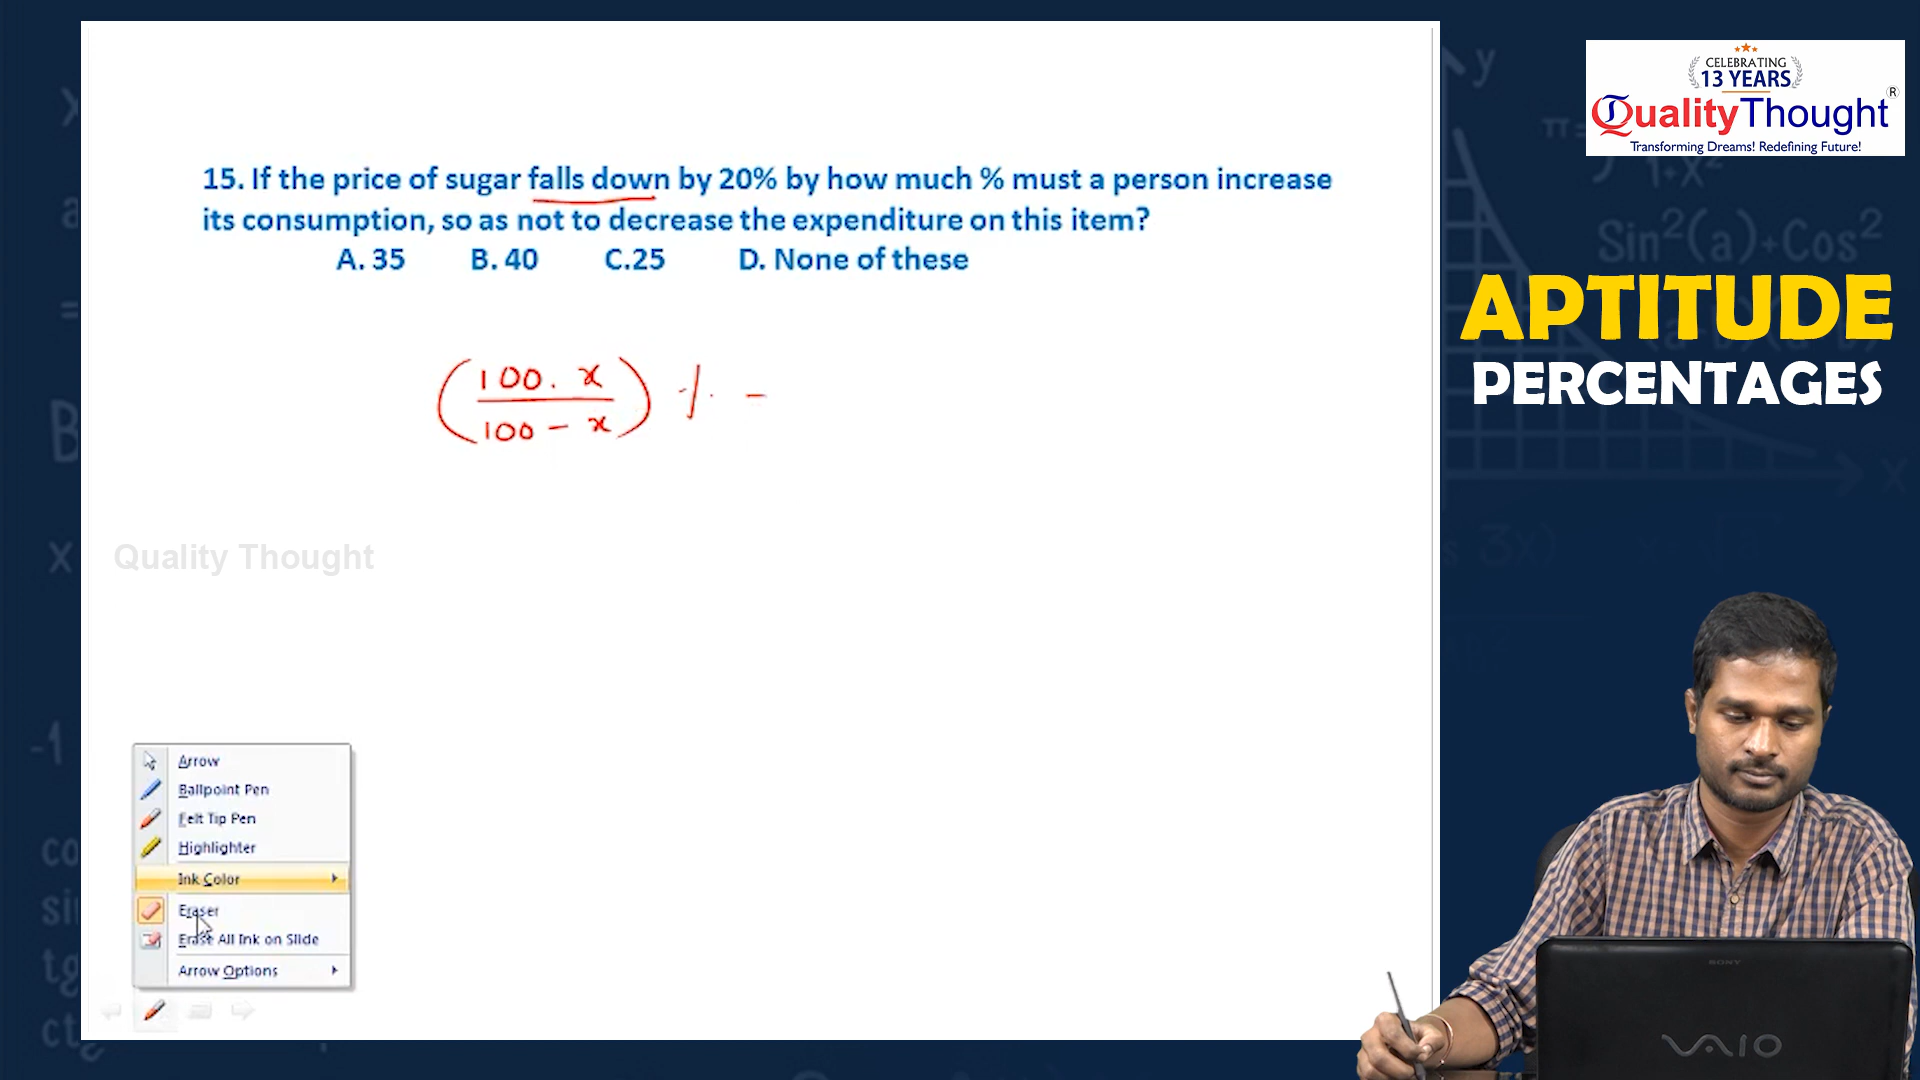 CELEBRATING
13 YEARS
QualityThought®
Transforming Dreams! Redefining Future!
15. If the price of sugar falls down by 20% by how much % must a person increase
its consumption, so as not to decrease the expenditure on this item?
A. 35 B. 40 C.25 D. None of these
APTITUDE
PERCENTAGES
(100. x / 100 - x) % -
Quality Thought
Arrow
Ballpoint Pen
Felt Tip Pen
Highlighter
Ink Color
Eraser
Erase All Ink on Slide
Arrow Options
SONY
VAIO
Sin²(a)+Cos²